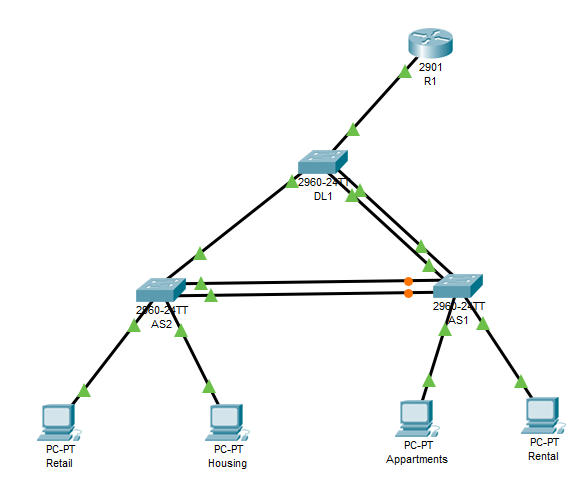 2901
R1
2960-24TT
DL1
2960-24TT
AS2
2960-24TT
AS1
PC-PT
Retail
PC-PT
Housing
PC-PT
Appartments
PC-PT
Rental